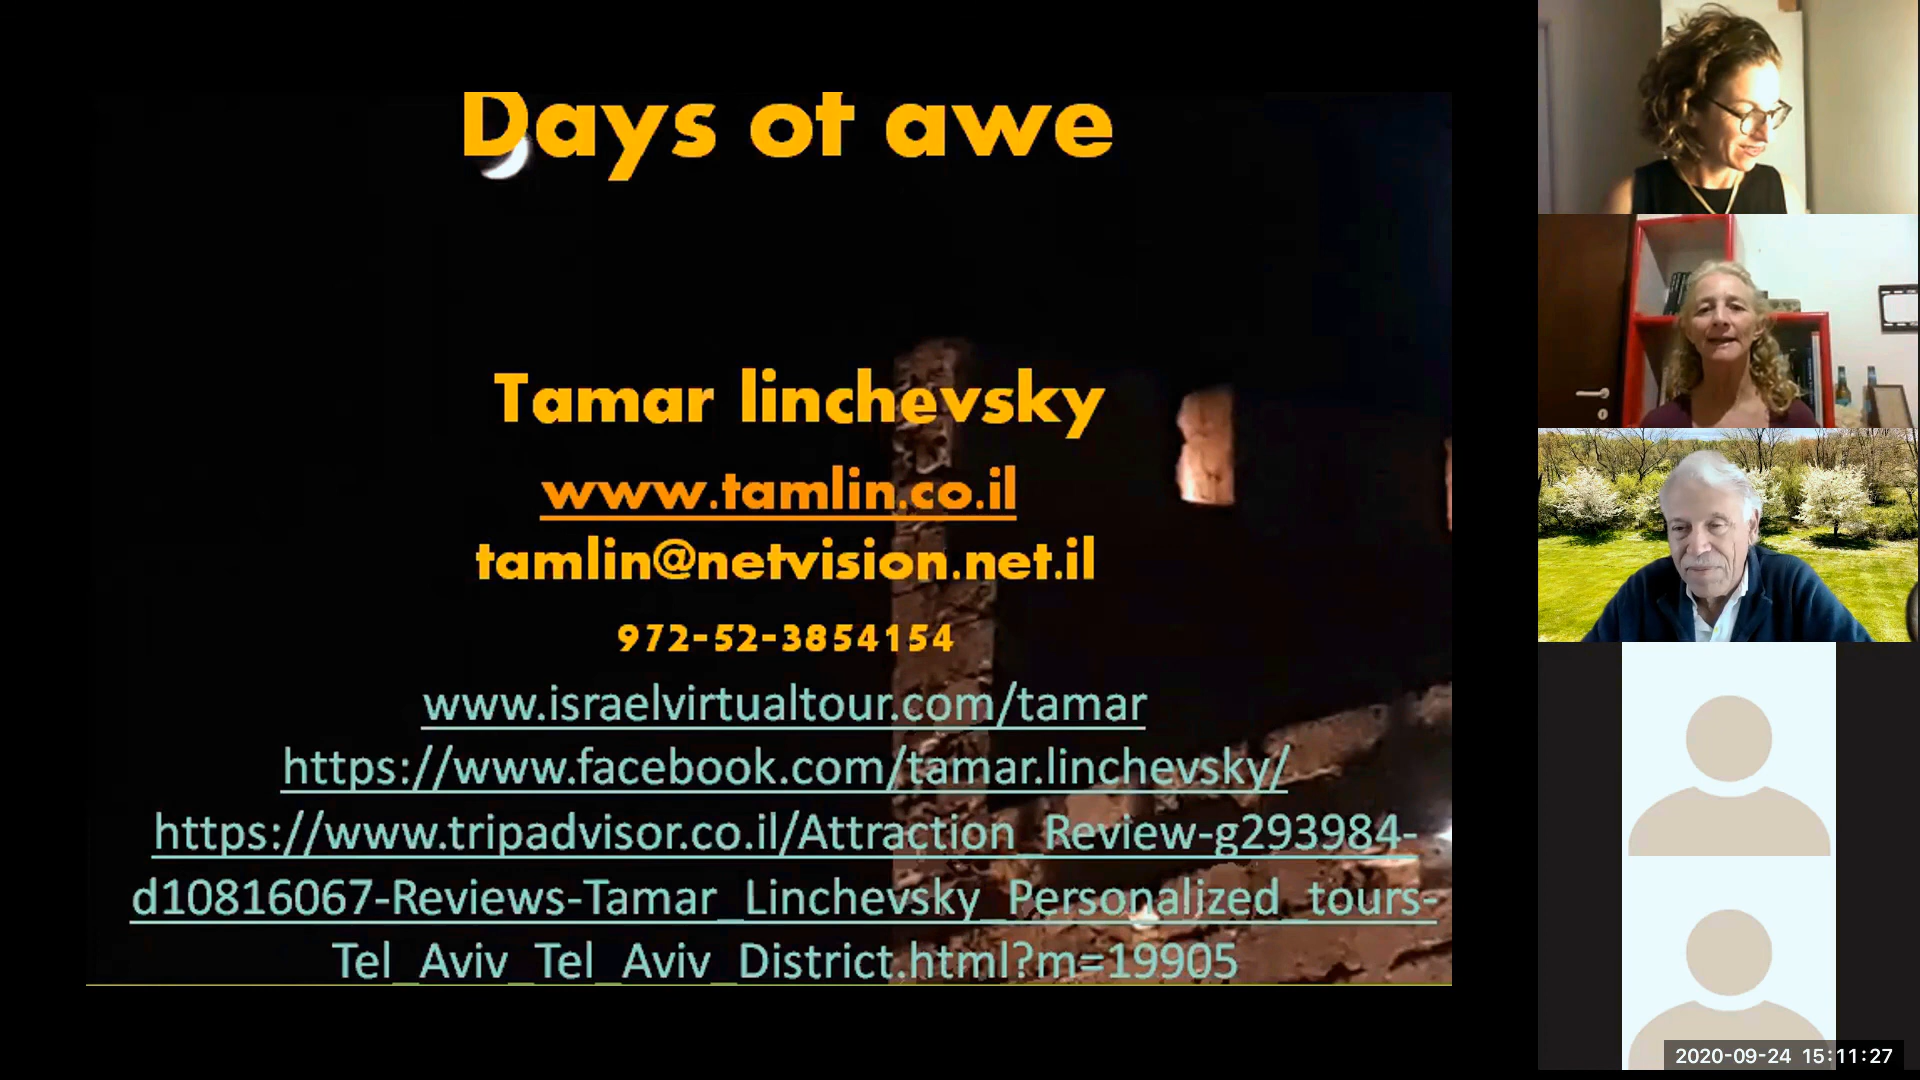 Days of awe
Tamar linchevsky
www.tamlin.co.il
tamlin@netvision.net.il
972-52-3854154
www.israelvirtualtour.com/tamar
https://www.facebook.com/tamar.linchevsky/
https://www.tripadvisor.co.il/Attraction_Review-g293984-
d10816067-Reviews-Tamar_Linchevsky_Personalized_tours-
Tel_Aviv_Tel_Aviv_District.html?m=19905
2020-09-24 15:11:27